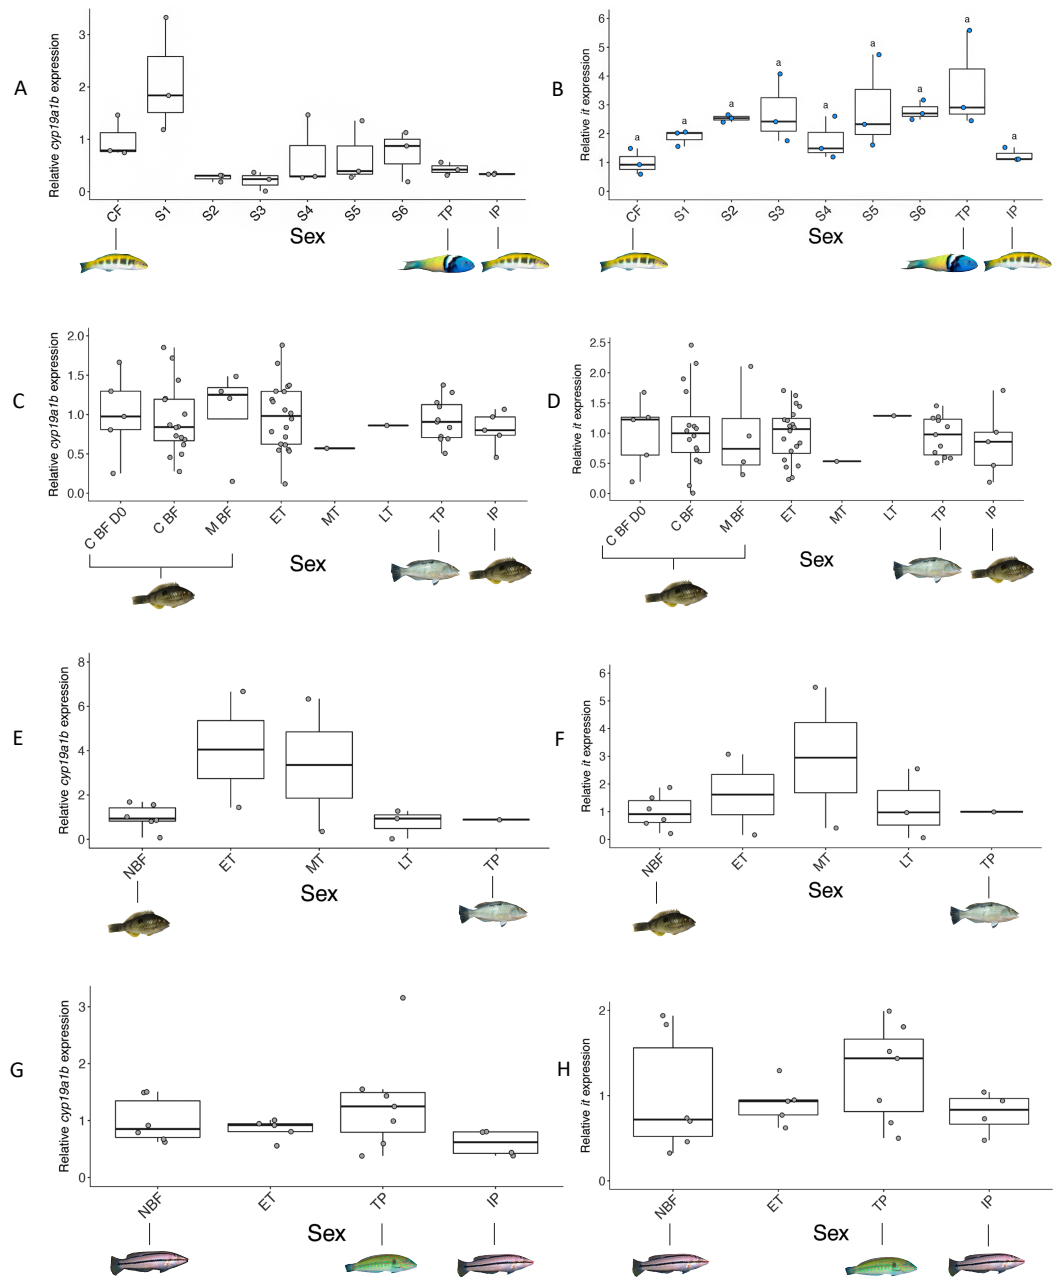 A
Relative cyp19a1b expression
3
2
1
0
CF S1 S2 S3 S4 S5 S6 TP IP
Sex
B
Relative it expression
6
5
4
3
2
1
0
a a a a a a a a a
CF S1 S2 S3 S4 S5 S6 TP IP
Sex
C
Relative cyp19a1b expression
2.0
1.5
1.0
0.5
0.0
C BF D0 C BF M BF ET MT LT TP IP
Sex
D
Relative it expression
2.5
2.0
1.5
1.0
0.5
0.0
C BF D0 C BF M BF ET MT LT TP IP
Sex
E
Relative cyp19a1b expression
8
6
4
2
0
NBF ET MT LT TP
Sex
F
Relative it expression
6
5
4
3
2
1
0
NBF ET MT LT TP
Sex
G
Relative cyp19a1b expression
3
2
1
0
NBF ET TP IP
Sex
H
Relative it expression
2
1
0
NBF ET TP IP
Sex